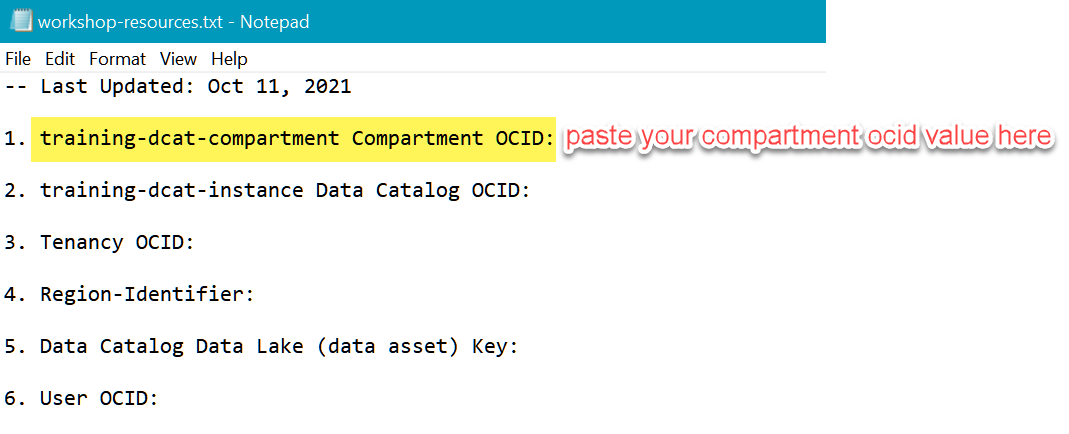 workshop-resources.txt - Notepad
File Edit Format View Help
-- Last Updated: Oct 11, 2021
1. training-dcat-compartment Compartment OCID: paste your compartment ocid value here
2. training-dcat-instance Data Catalog OCID:
3. Tenancy OCID:
4. Region-Identifier:
5. Data Catalog Data Lake (data asset) Key:
6. User OCID: